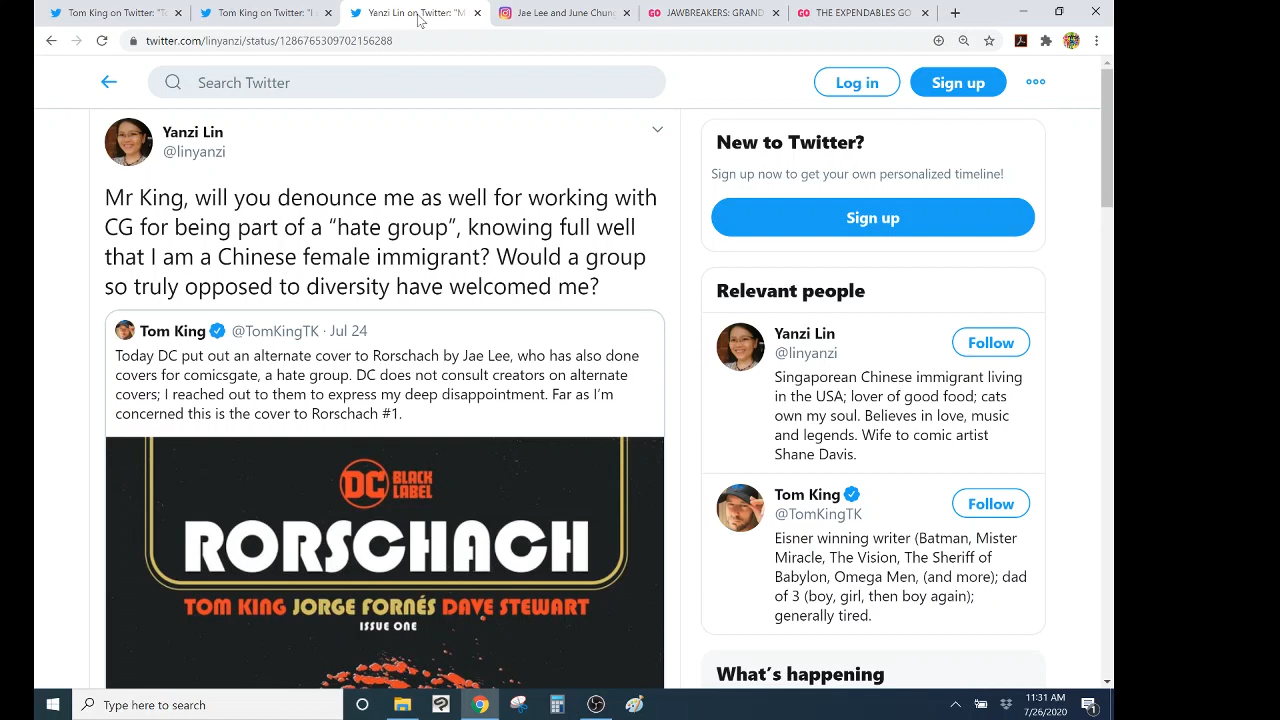 Tom King on Twitter: "To
Tom King on Twitter: "I
Yanzi Lin on Twitter: "M
Jae Lee and June Chung
JAWBREAKERS: GRAND
THE EXPENDABLES GO
twitter.com/linyanzi/status/1286765309702156288
Search Twitter
Log in
Sign up
Yanzi Lin
@linyanzi
Mr King, will you denounce me as well for working with
CG for being part of a “hate group”, knowing full well
that I am a Chinese female immigrant? Would a group
so truly opposed to diversity have welcomed me?
Tom King @TomKingTK · Jul 24
Today DC put out an alternate cover to Rorschach by Jae Lee, who has also done
covers for comicsgate, a hate group. DC does not consult creators on alternate
covers; I reached out to them to express my deep disappointment. Far as I’m
concerned this is the cover to Rorschach #1.
DC BLACK
LABEL
RORSCHACH
TOM KING JORGE FORNÉS DAVE STEWART
ISSUE ONE
New to Twitter?
Sign up now to get your own personalized timeline!
Sign up
Relevant people
Yanzi Lin
@linyanzi
Follow
Singaporean Chinese immigrant living
in the USA; lover of good food; cats
own my soul. Believes in love, music
and legends. Wife to comic artist
Shane Davis.
Tom King
@TomKingTK
Follow
Eisner winning writer (Batman, Mister
Miracle, The Vision, The Sheriff of
Babylon, Omega Men, (and more); dad
of 3 (boy, girl, then boy again);
generally tired.
What’s happening
Type here to search
11:31 AM
7/26/2020
1